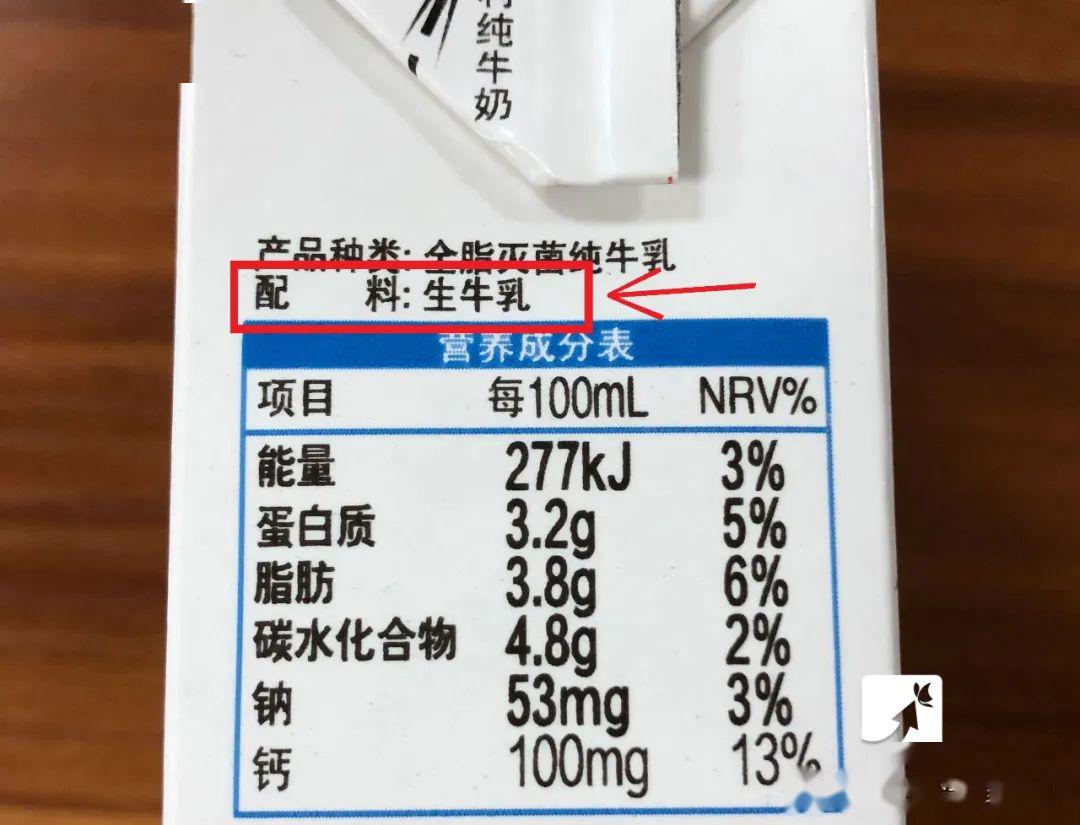 纯牛奶
产品种类: 全脂灭菌纯牛乳
配 料: 生牛乳
营养成分表
项目 每100mL NRV%
能量 277kJ 3%
蛋白质 3.2g 5%
脂肪 3.8g 6%
碳水化合物 4.8g 2%
钠 53mg 3%
钙 100mg 13%